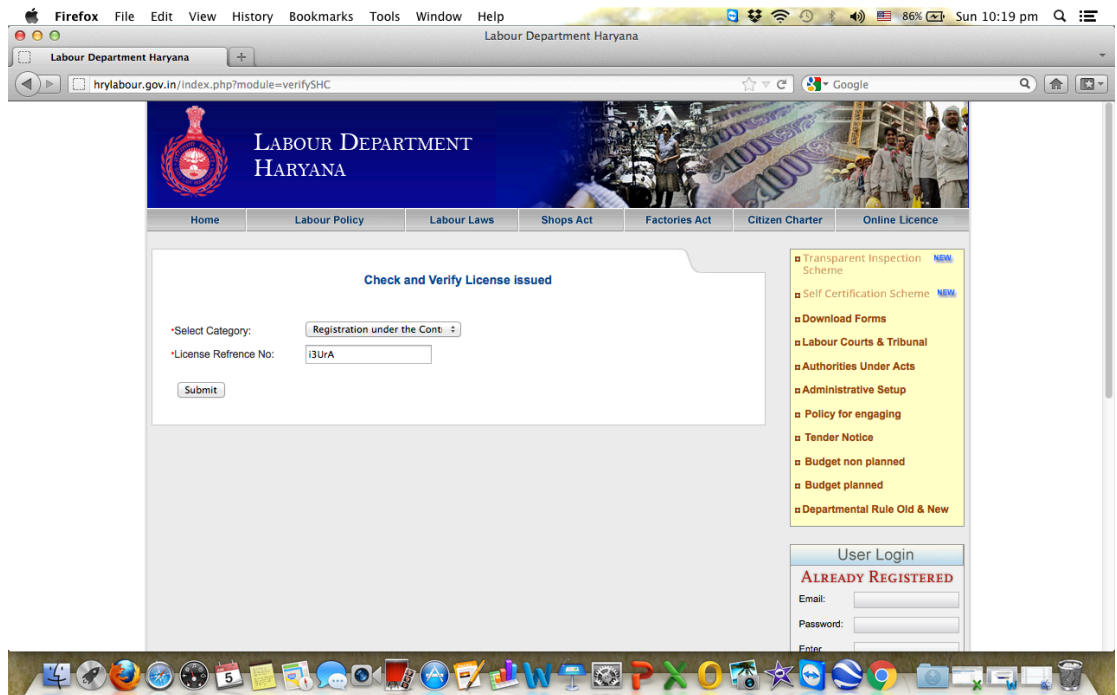 Firefox File Edit View History Bookmarks Tools Window Help 86% Sun 10:19 pm
Labour Department Haryana
Labour Department Haryana +
hrylabour.gov.in/index.php?module=verifySHC Google
LABOUR DEPARTMENT
HARYANA
Home Labour Policy Labour Laws Shops Act Factories Act Citizen Charter Online Licence
Check and Verify License issued
*Select Category: Registration under the Cont
*License Refrence No: i3UrA
Submit
Transparent Inspection NEW
Scheme
Self Certification Scheme NEW
Download Forms
Labour Courts & Tribunal
Authorities Under Acts
Administrative Setup
Policy for engaging
Tender Notice
Budget non planned
Budget planned
Departmental Rule Old & New
User Login
ALREADY REGISTERED
Email:
Password:
Enter
5